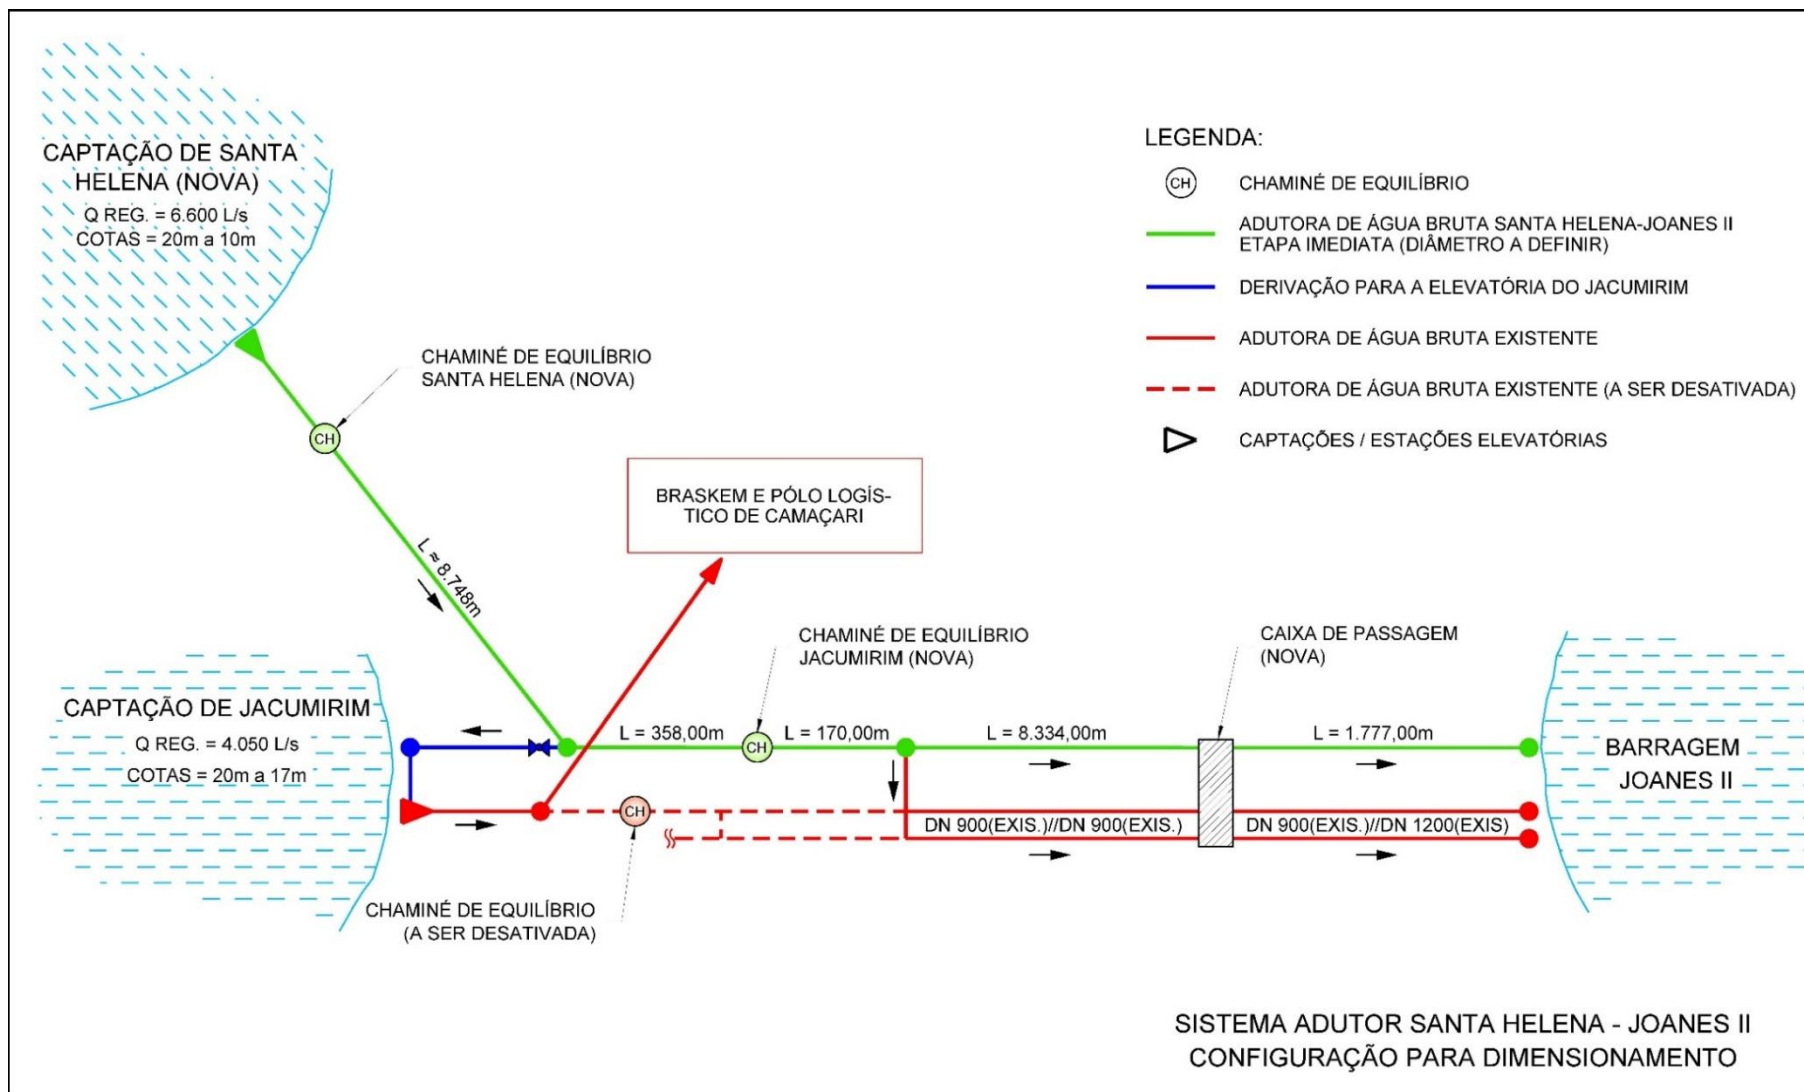 CAPTAÇÃO DE SANTA
HELENA (NOVA)
Q REG. = 6.600 L/s
COTAS = 20m a 10m
LEGENDA:
CH
CHAMINÉ DE EQUILÍBRIO
ADUTORA DE ÁGUA BRUTA SANTA HELENA-JOANES II
ETAPA IMEDIATA (DIÂMETRO A DEFINIR)
DERIVAÇÃO PARA A ELEVATÓRIA DO JACUMIRIM
ADUTORA DE ÁGUA BRUTA EXISTENTE
ADUTORA DE ÁGUA BRUTA EXISTENTE (A SER DESATIVADA)
CAPTAÇÕES / ESTAÇÕES ELEVATÓRIAS
CHAMINÉ DE EQUILÍBRIO
SANTA HELENA (NOVA)
CH
L ≈ 8.748m
BRASKEM E PÓLO LOGÍS-
TICO DE CAMAÇARI
CHAMINÉ DE EQUILÍBRIO
JACUMIRIM (NOVA)
CAIXA DE PASSAGEM
(NOVA)
CAPTAÇÃO DE JACUMIRIM
Q REG. = 4.050 L/s
COTAS = 20m a 17m
L = 358,00m
CH
L = 170,00m
L = 8.334,00m
L = 1.777,00m
BARRAGEM
JOANES II
CH
DN 900(EXIS.)//DN 900(EXIS.)
DN 900(EXIS.)//DN 1200(EXIS)
CHAMINÉ DE EQUILÍBRIO
(A SER DESATIVADA)
SISTEMA ADUTOR SANTA HELENA - JOANES II
CONFIGURAÇÃO PARA DIMENSIONAMENTO